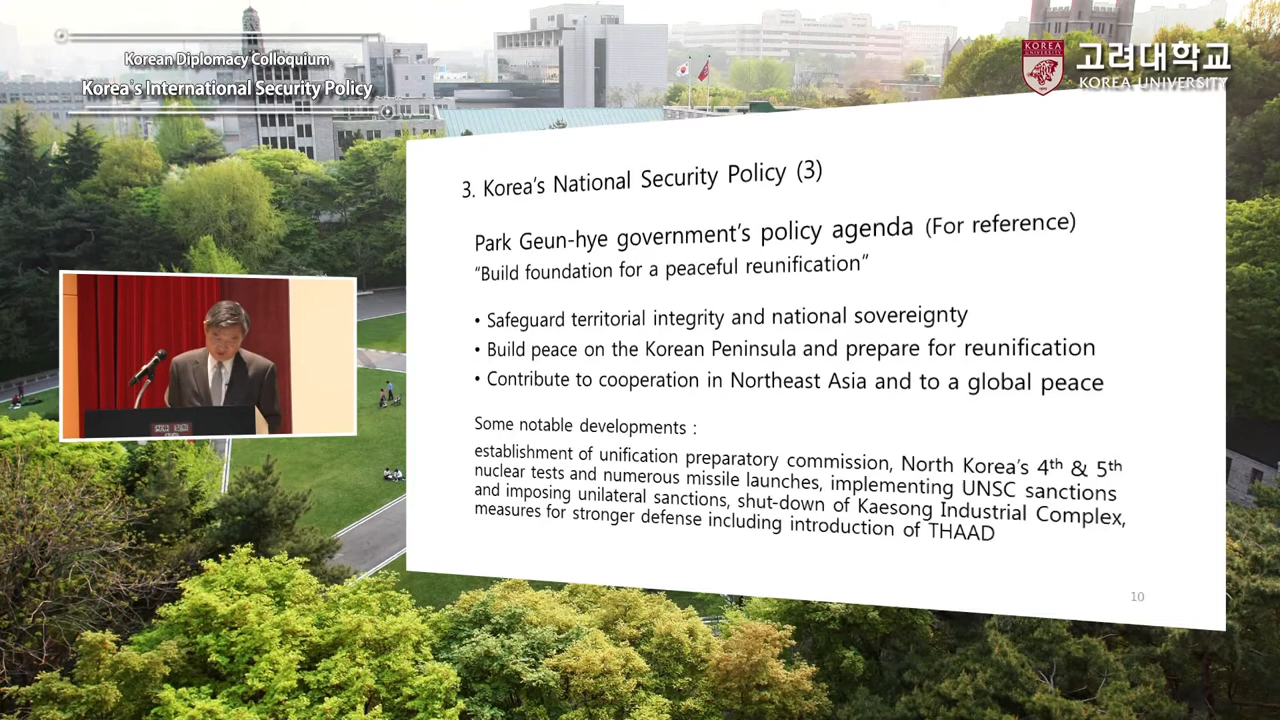 Korean Diplomacy Colloquium
Korea's International Security Policy
KOREA
고려대학교
KOREA UNIVERSITY
3. Korea's National Security Policy (3)
Park Geun-hye government's policy agenda (For reference)
"Build foundation for a peaceful reunification"
• Safeguard territorial integrity and national sovereignty
• Build peace on the Korean Peninsula and prepare for reunification
• Contribute to cooperation in Northeast Asia and to a global peace
Some notable developments :
establishment of unification preparatory commission, North Korea's 4th & 5th
nuclear tests and numerous missile launches, implementing UNSC sanctions
and imposing unilateral sanctions, shut-down of Kaesong Industrial Complex,
measures for stronger defense including introduction of THAAD
10